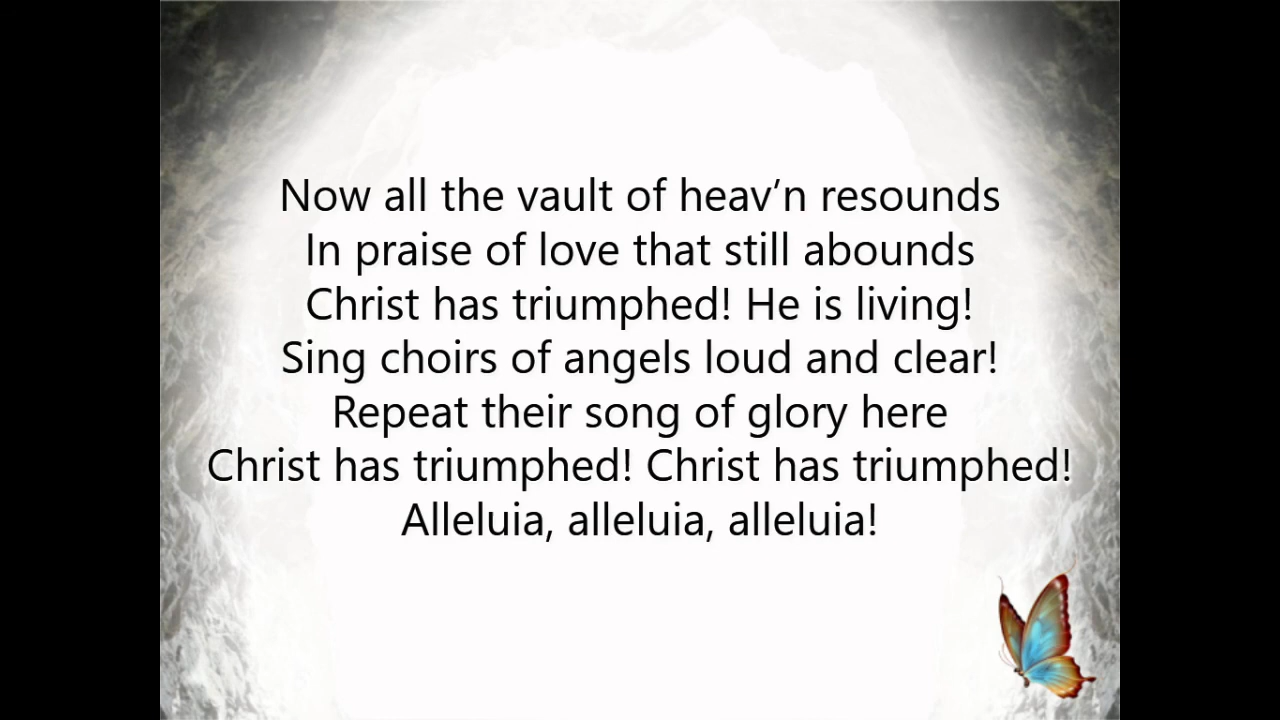 Now all the vault of heav’n resounds
In praise of love that still abounds
Christ has triumphed! He is living!
Sing choirs of angels loud and clear!
Repeat their song of glory here
Christ has triumphed! Christ has triumphed!
Alleluia, alleluia, alleluia!